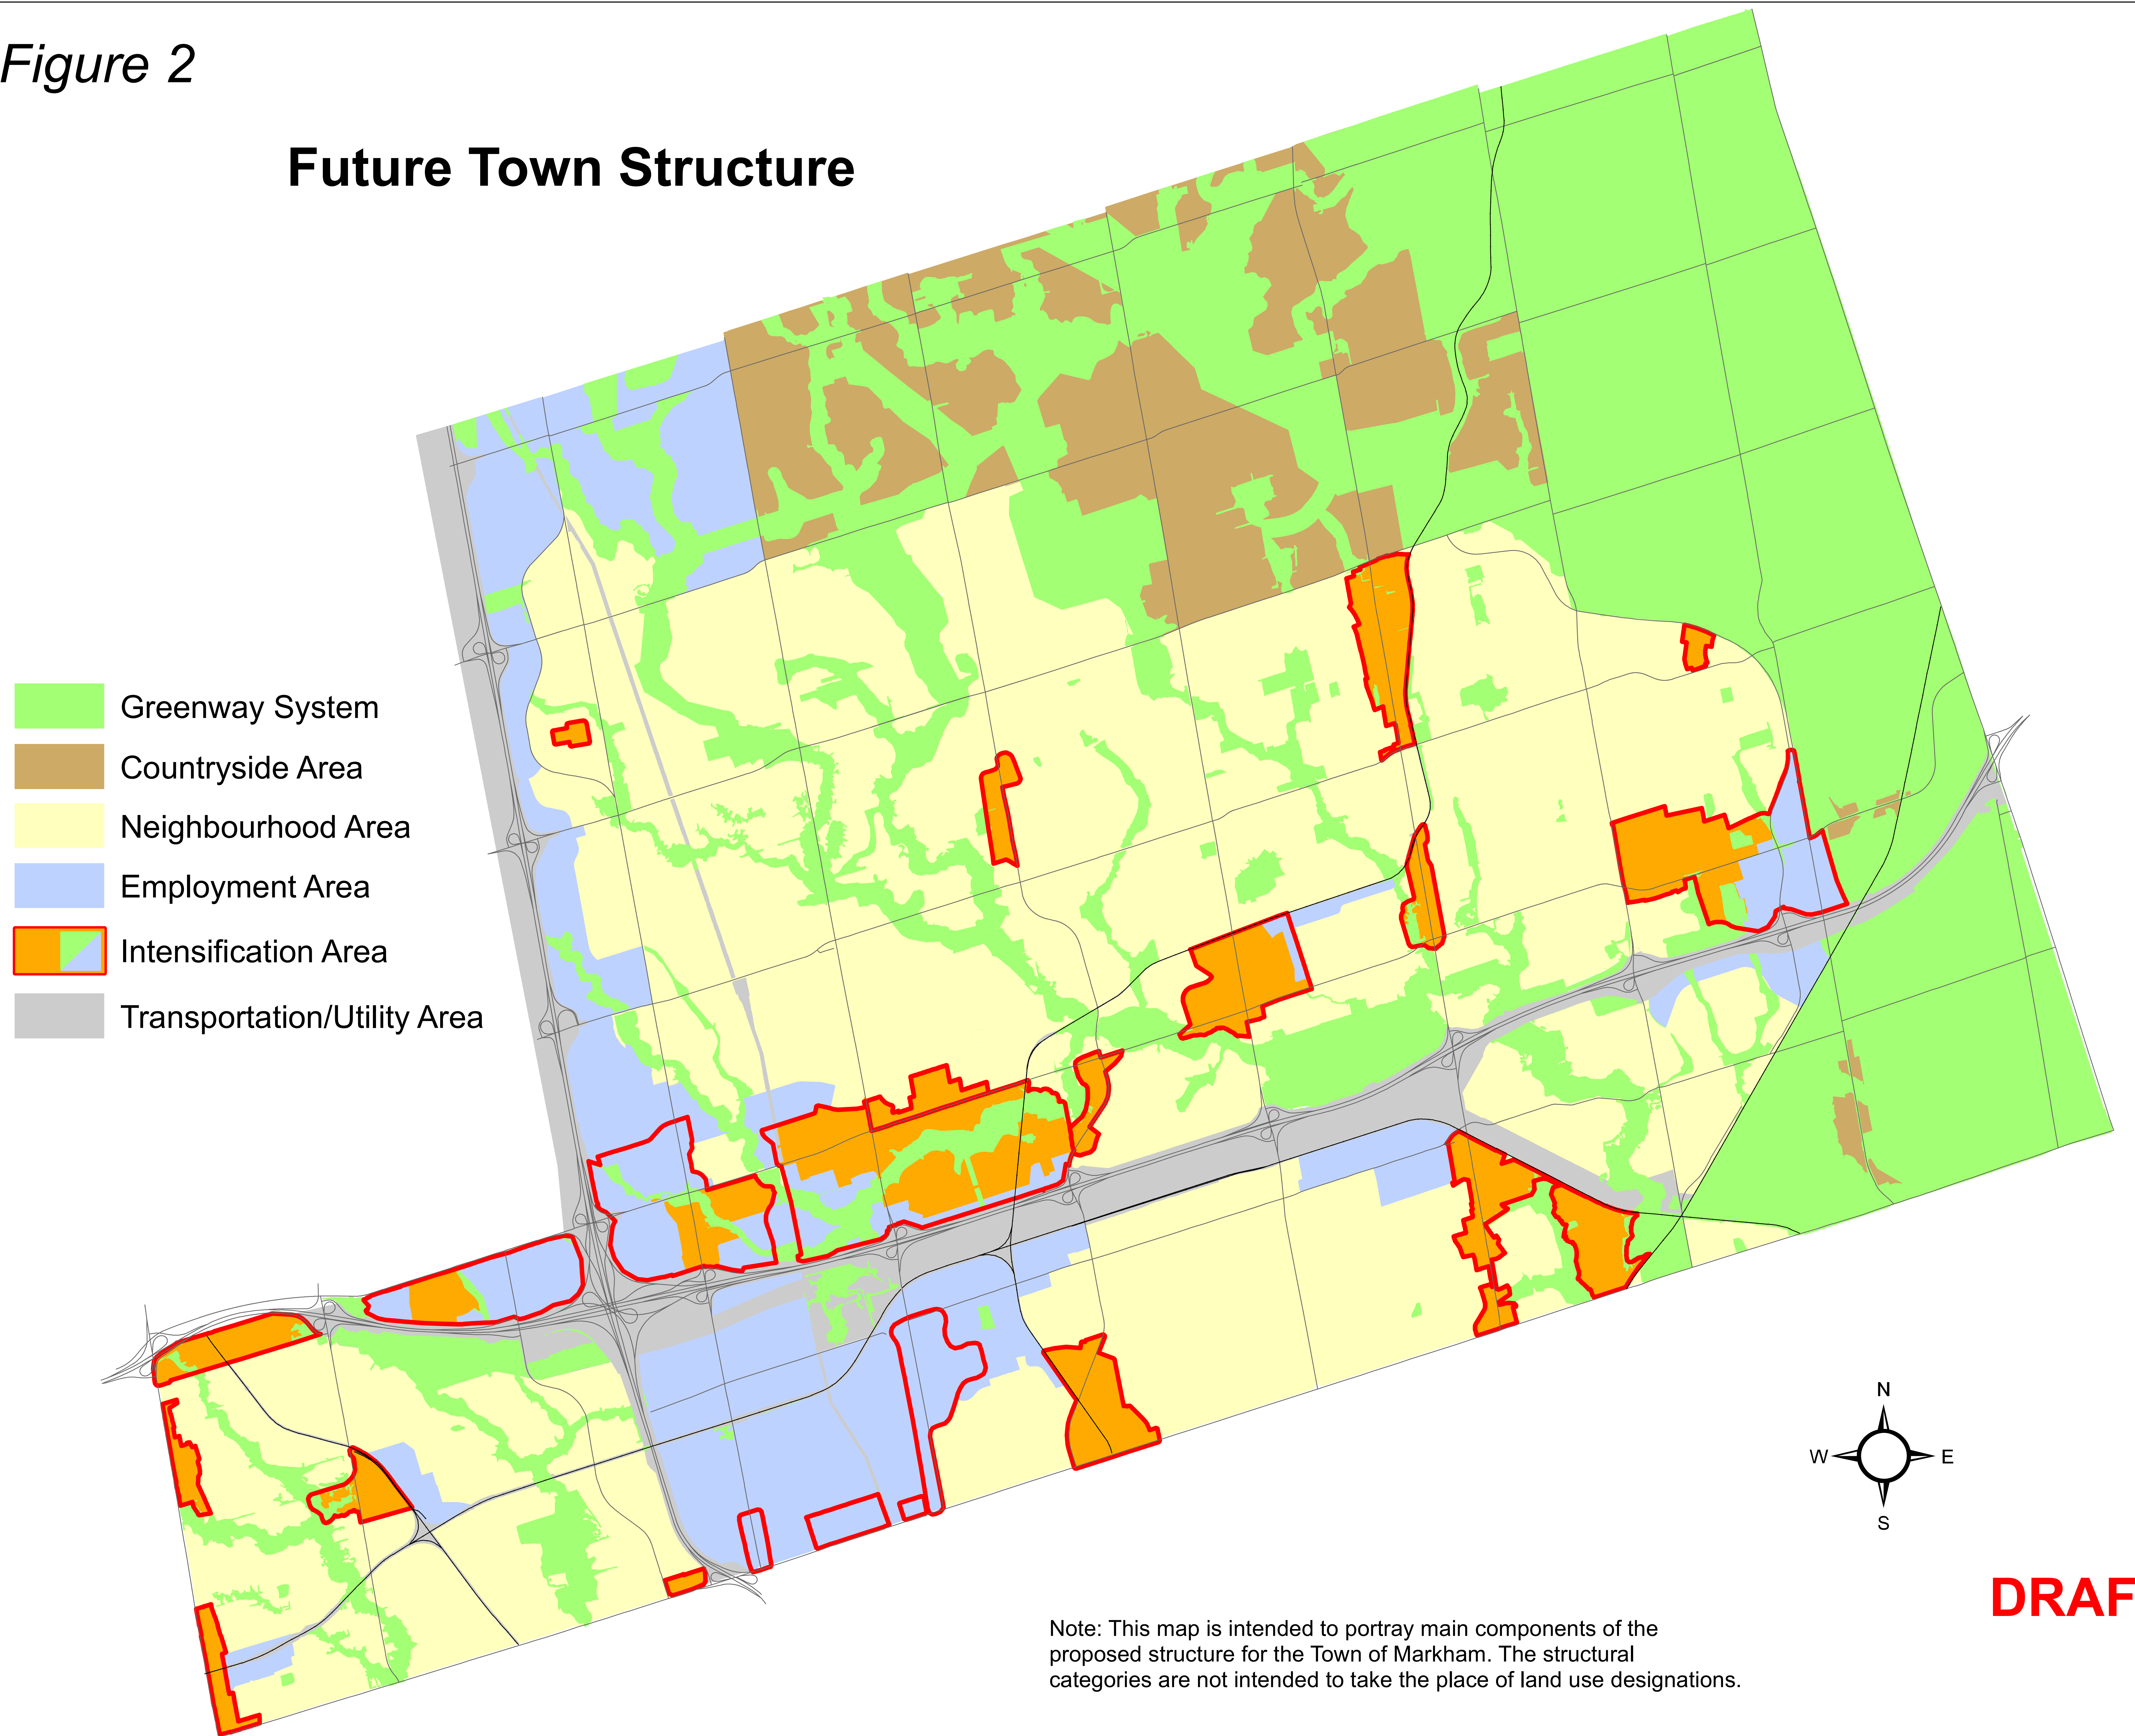 Figure 2
Future Town Structure
Greenway System
Countryside Area
Neighbourhood Area
Employment Area
Intensification Area
Transportation/Utility Area
N
W
E
S
DRAF
Note: This map is intended to portray main components of the
proposed structure for the Town of Markham. The structural
categories are not intended to take the place of land use designations.